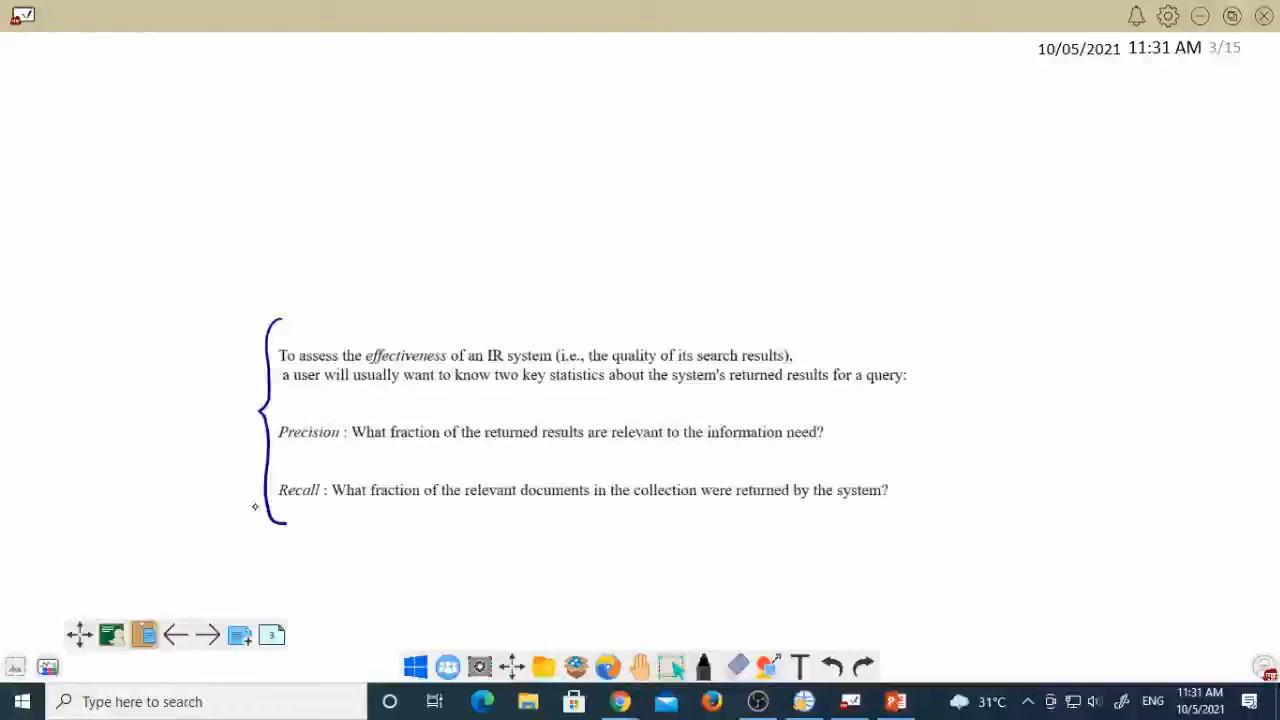 10/05/2021 11:31 AM 3/15
To assess the effectiveness of an IR system (i.e., the quality of its search results),
a user will usually want to know two key statistics about the system's returned results for a query:
Precision : What fraction of the returned results are relevant to the information need?
Recall : What fraction of the relevant documents in the collection were returned by the system?
3
T
Type here to search
31°C
ENG
11:31 AM
10/5/2021